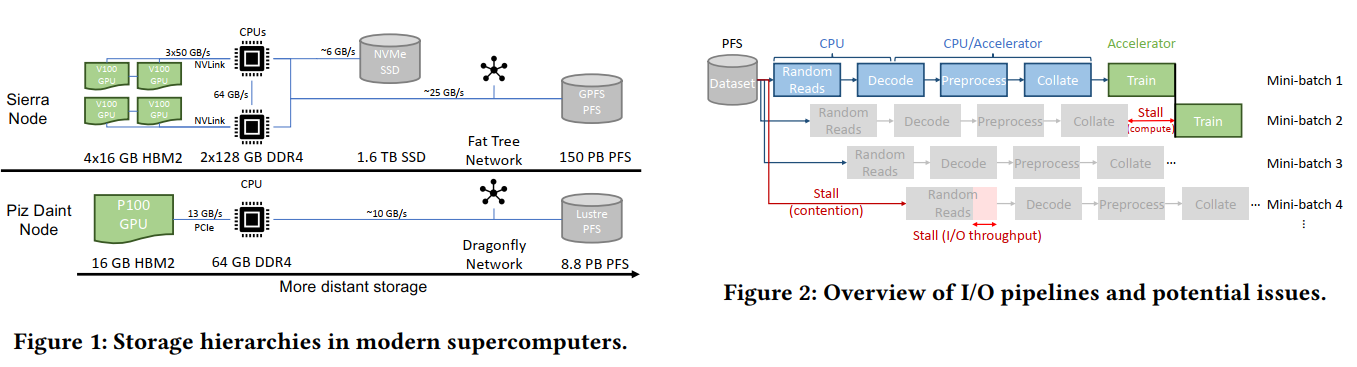 CPUs
3x50 GB/s
NVLink
~6 GB/s
NVMe
SSD
V100
GPU
V100
GPU
Sierra
Node
64 GB/s
~25 GB/s
GPFS
PFS
V100
GPU
V100
GPU
NVLink
4x16 GB HBM2
2x128 GB DDR4
1.6 TB SSD
Fat Tree
Network
150 PB PFS
CPU
Piz Daint
Node
P100
GPU
13 GB/s
PCIe
~10 GB/s
Lustre
PFS
16 GB HBM2
64 GB DDR4
Dragonfly
Network
8.8 PB PFS
More distant storage
Figure 1: Storage hierarchies in modern supercomputers.
PFS
CPU
CPU/Accelerator
Accelerator
Dataset
Random
Reads
Decode
Preprocess
Collate
Train
Mini-batch 1
Random
Reads
Decode
Preprocess
Collate
Stall
(compute)
Train
Mini-batch 2
Random
Reads
Decode
Preprocess
Collate
...
Mini-batch 3
Stall
(contention)
Random
Reads
Decode
Preprocess
Collate
...
Mini-batch 4
Stall (I/O throughput)
⋮
Figure 2: Overview of I/O pipelines and potential issues.